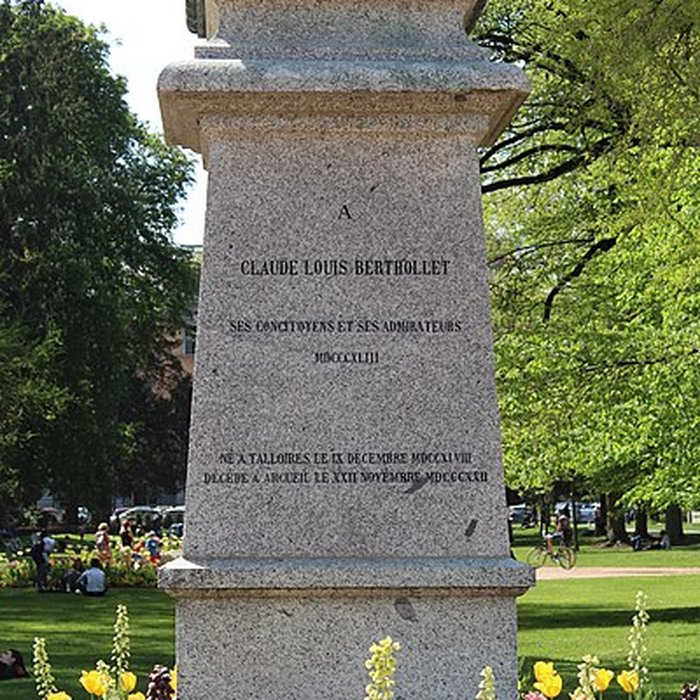 A
CLAUDE LOUIS BERTHOLLET
SES CONCITOYENS ET SES ADMIRATEURS
MDCCCXLIII
NÉ A TALLOIRES LE IX DECEMBRE MDCCXLVIII
DÉCÉDÉ A ARCUEIL LE XXII NOVEMBRE MDCCCXXII